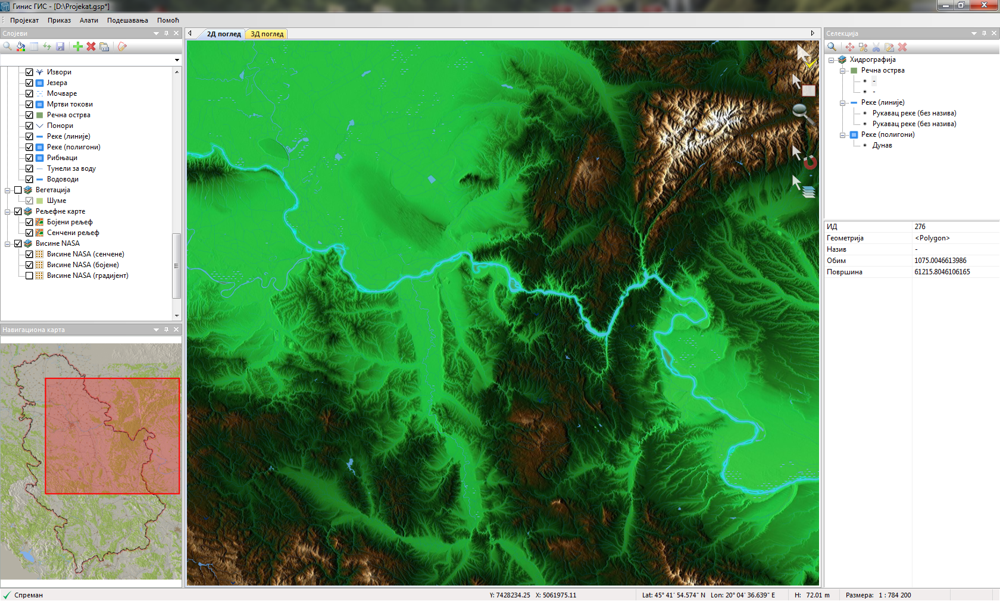 Гинис ГИС - [D:\Projekat.gsp*]
Пројекат Приказ Алати Подешавања Помоћ
Слојеви
Извори
Језера
Мочваре
Мртви токови
Речна острва
Понори
Реке (линије)
Реке (полигони)
Рибњаци
Тунели за воду
Водоводи
Вегетација
Шуме
Рељефне карте
Бојени рељеф
Сенчени рељеф
Висине NASA
Висине NASA (сенчене)
Висине NASA (бојене)
Висине NASA (градијент)
Навигациона карта
2Д поглед 3Д поглед
Селекција
Хидрографија
Речна острва
-
-
Реке (линије)
Рукавац реке (без назива)
Рукавац реке (без назива)
Реке (полигони)
Дунав
ИД 276
Геометрија <Polygon>
Назив -
Обим 1075.0046613986
Површина 61215.8046106165
Спреман Y: 7428234.25 X: 5061975.11 Lat: 45° 41' 54.574" N Lon: 20° 04' 36.639" E H: 72.01 m Размера: 1 : 784 200